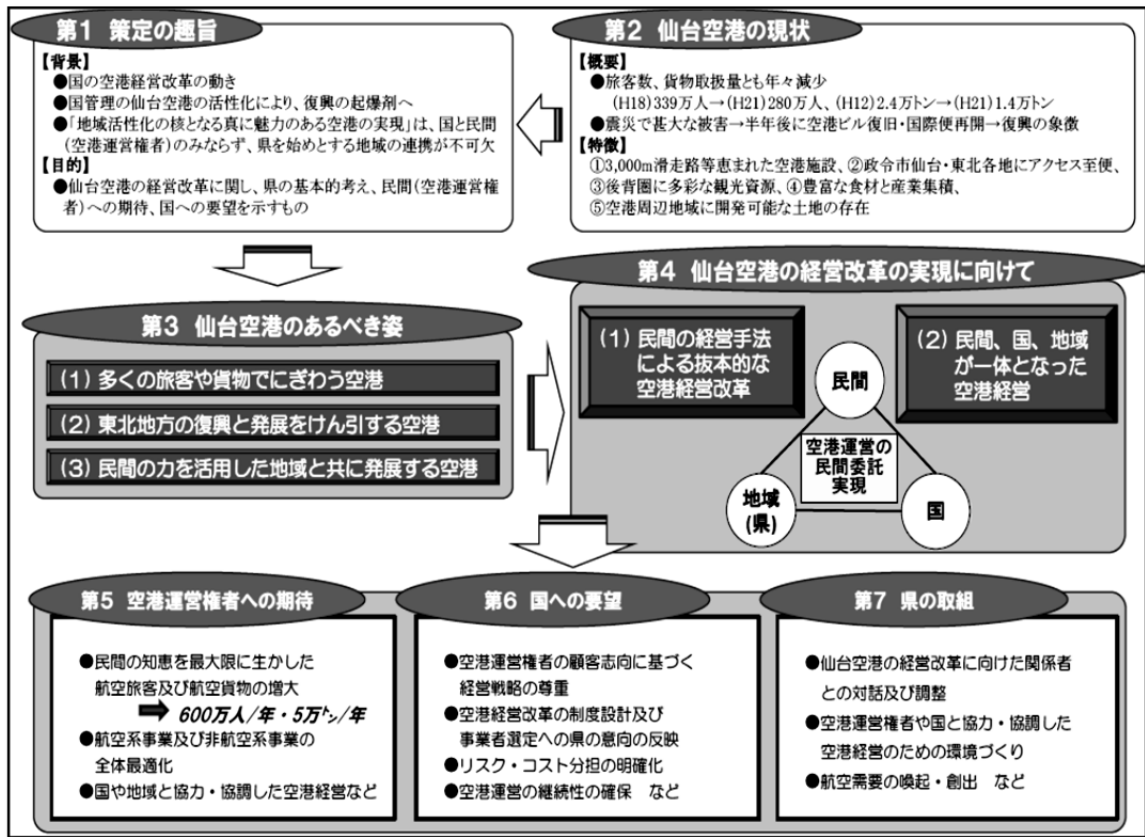 第1 策定の趣旨
【背景】
●国の空港経営改革の動き
●国管理の仙台空港の活性化により、復興の起爆剤へ
●「地域活性化の核となる真に魅力のある空港の実現」は、国と民間
(空港運営権者)のみならず、県を始めとする地域の連携が不可欠
【目的】
●仙台空港の経営改革に関し、県の基本的考え、民間(空港運営権
者)への期待、国への要望を示すもの
第2 仙台空港の現状
【概要】
●旅客数、貨物取扱量とも年々減少
(H18)339万人→(H21)280万人、(H12)2.4万トン→(H21)1.4万トン
●震災で甚大な被害→半年後に空港ビル復旧・国際便再開→復興の象徴
【特徴】
①3,000m滑走路等恵まれた空港施設、②政令市仙台・東北各地にアクセス至便、
③後背圏に多彩な観光資源、④豊富な食材と産業集積、
⑤空港周辺地域に開発可能な土地の存在
第3 仙台空港のあるべき姿
(1) 多くの旅客や貨物でにぎわう空港
(2) 東北地方の復興と発展をけん引する空港
(3) 民間の力を活用した地域と共に発展する空港
第4 仙台空港の経営改革の実現に向けて
(1) 民間の経営手法
による抜本的な
空港経営改革
(2) 民間、国、地域
が一体となった
空港経営
民間
空港運営の
民間委託
実現
地域
(県)
国
第5 空港運営権者への期待
●民間の知恵を最大限に生かした
航空旅客及び航空貨物の増大
600万人/年・5万㌧/年
●航空系事業及び非航空系事業の
全体最適化
●国や地域と協力・協調した空港経営など
第6 国への要望
●空港運営権者の顧客志向に基づく
経営戦略の尊重
●空港経営改革の制度設計及び
事業者選定への県の意向の反映
●リスク・コスト分担の明確化
●空港運営の継続性の確保 など
第7 県の取組
●仙台空港の経営改革に向けた関係者
との対話及び調整
●空港運営権者や国と協力・協調した
空港経営のための環境づくり
●航空需要の喚起・創出 など